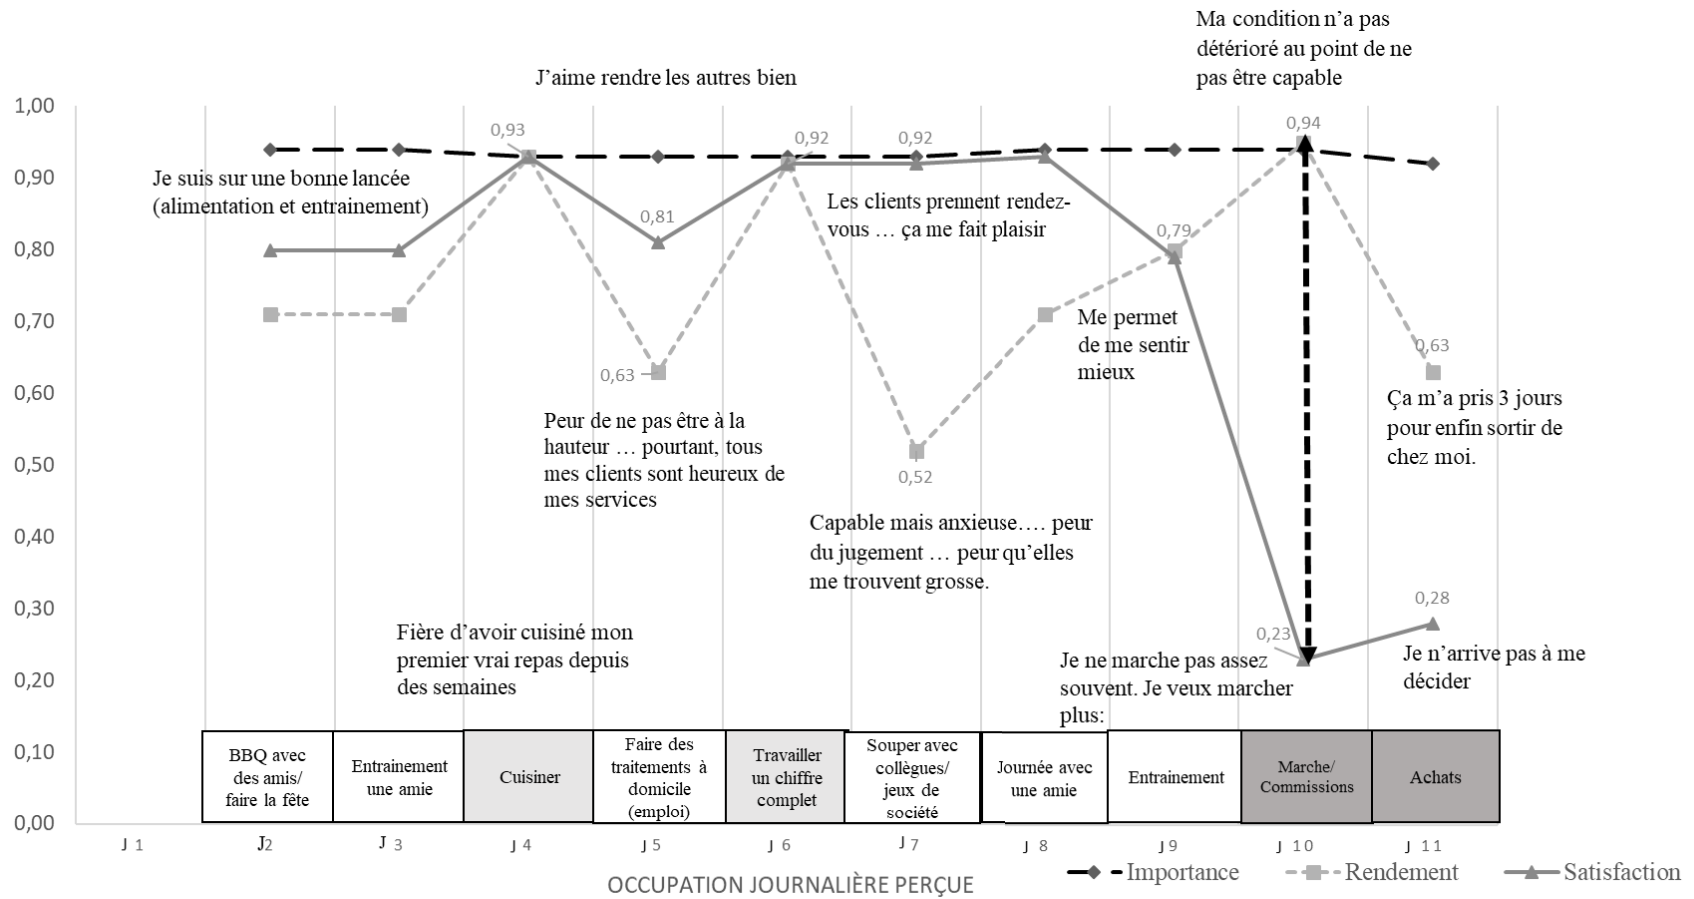 Ma condition n’a pas
détérioré au point de ne
pas être capable
J’aime rendre les autres bien
1,00
0,90
0,80
0,70
0,60
0,50
0,40
0,30
0,20
0,10
0,00
Je suis sur une bonne lancée
(alimentation et entrainement)
0,93
0,81
0,63
0,92
0,92
0,52
0,79
0,94
0,23
0,63
0,28
Les clients prennent rendez-
vous … ça me fait plaisir
Me permet
de me sentir
mieux
Peur de ne pas être à la
hauteur … pourtant, tous
mes clients sont heureux de
mes services
Ça m’a pris 3 jours
pour enfin sortir de
chez moi.
Capable mais anxieuse…. peur
du jugement … peur qu’elles
me trouvent grosse.
Fière d’avoir cuisiné mon
premier vrai repas depuis
des semaines
Je ne marche pas assez
souvent. Je veux marcher
plus:
Je n’arrive pas à me
décider
BBQ avec
des amis/
faire la fête
Entrainement
une amie
Cuisiner
Faire des
traitements à
domicile
(emploi)
Travailler
un chiffre
complet
Souper avec
collègues/
jeux de
société
Journée avec
une amie
Entrainement
Marche/
Commissions
Achats
J 1
J2
J 3
J 4
J 5
J 6
J 7
J 8
J 9
J 10
J 11
OCCUPATION JOURNALIÈRE PERÇUE
Importance
Rendement
Satisfaction